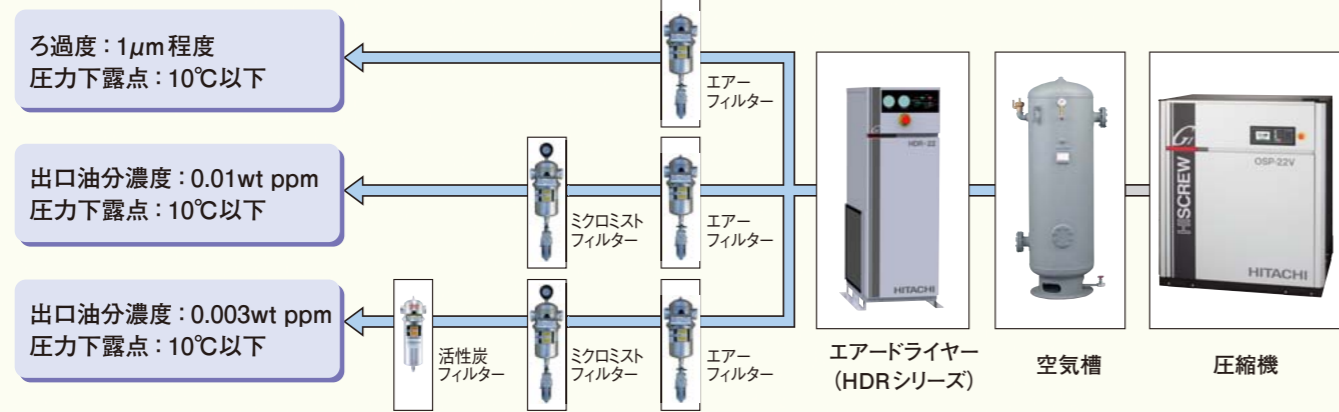 ろ過度：1μm程度
圧力下露点：10℃以下
エアー
フィルター
出口油分濃度：0.01wt ppm
圧力下露点：10℃以下
ミクロミスト
フィルター
エアー
フィルター
出口油分濃度：0.003wt ppm
圧力下露点：10℃以下
活性炭
フィルター
ミクロミスト
フィルター
エアー
フィルター
HDR-22
HITACHI
エアードライヤー
（HDRシリーズ）
空気槽
HISCREW
OSP-22V
HITACHI
圧縮機